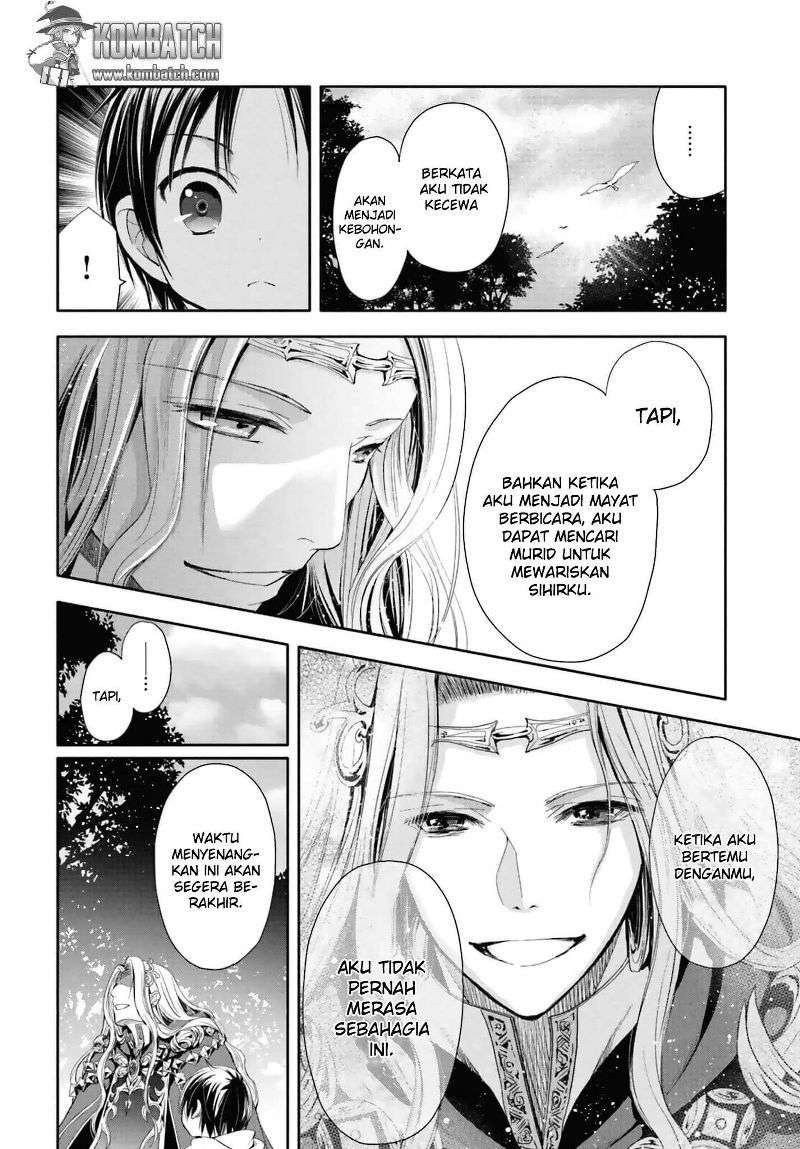 KOMBATCH
www.kombatch.com
......
BERKATA
AKU TIDAK
KECEWA
AKAN
MENJADI
KEBOHON-
GAN.
!
TAPI,
BAHKAN KETIKA
AKU MENJADI MAYAT
BERBICARA, AKU
DAPAT MENCARI
MURID UNTUK
MEWARISKAN
SIHIRKU.
KETIKA AKU
BERTEMU
DENGANMU,
AKU TIDAK
PERNAH
MERASA
SEBAHAGIA
INI.
—...
TAPI,
WAKTU
MENYENANG-
KAN INI AKAN
SEGERA BE-
RAKHIR.